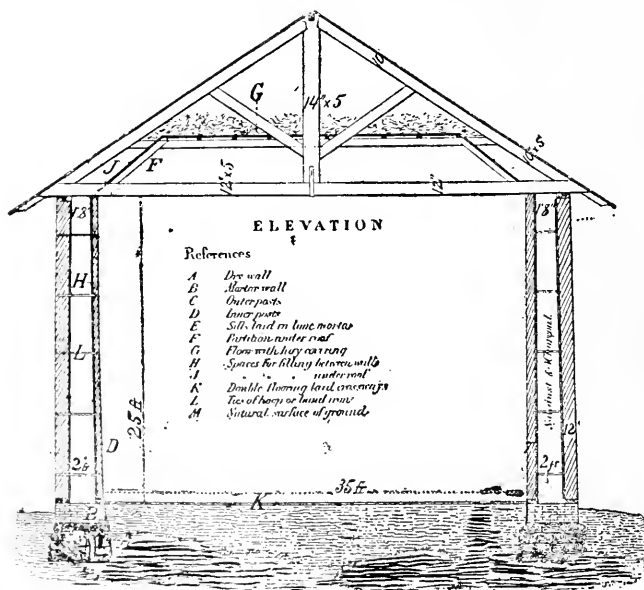 10
G
14"×5
10×5
J
F
12"×5
12"
18"
18"
ELEVATION
References
A Dry wall
B Mortar wall
C Outer posts
D Inner posts
E Sills laid in lime mortar
F Partition under roof
G Floor with hay covering
H Spaces for filling between walls
J " " " under roof
K Double flooring laid crossways
L Ties of hoop or band iron
M Natural surface of ground
H
L
25 ft
Sawdust & Charcoal
D
12"
2 ft
35 ft
K
B